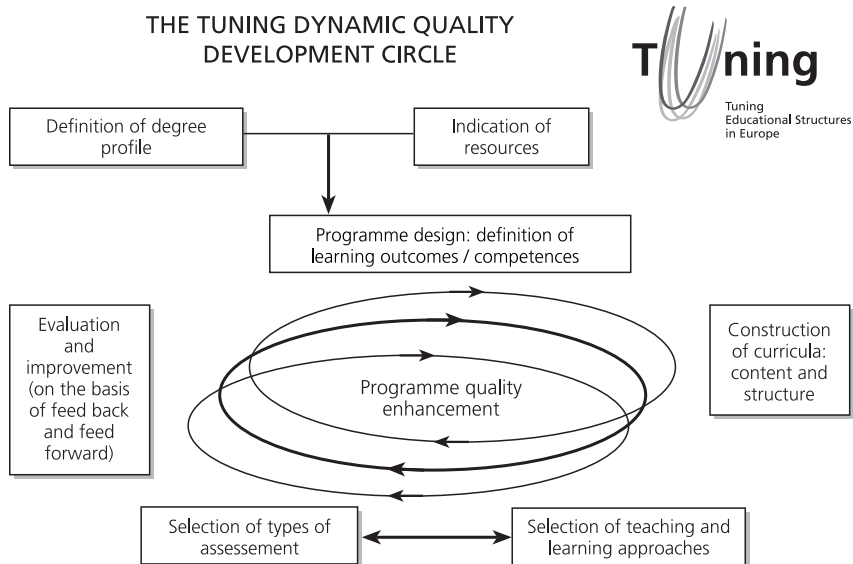 THE TUNING DYNAMIC QUALITY
DEVELOPMENT CIRCLE
Tuning
Tuning
Educational Structures
in Europe
Definition of degree
profile
Indication of
resources
Programme design: definition of
learning outcomes / competences
Evaluation
and
improvement
(on the basis
of feed back
and feed
forward)
Programme quality
enhancement
Construction
of curricula:
content and
structure
Selection of types of
assessement
Selection of teaching and
learning approaches